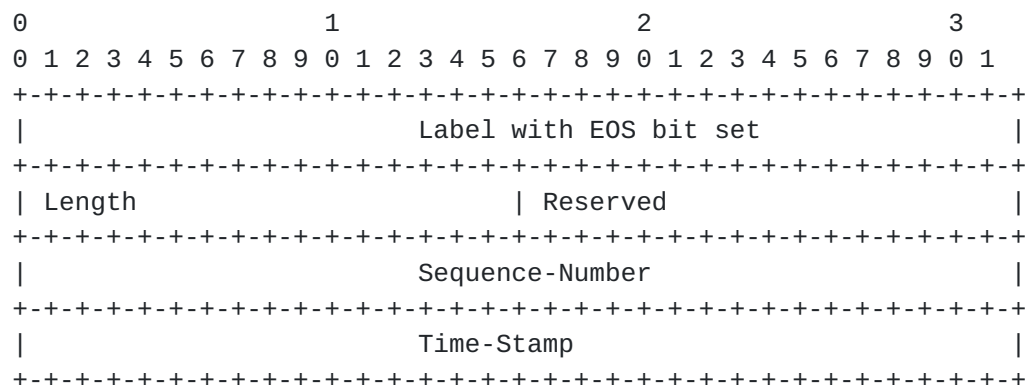 0                   1                   2                   3
0 1 2 3 4 5 6 7 8 9 0 1 2 3 4 5 6 7 8 9 0 1 2 3 4 5 6 7 8 9 0 1
+-+-+-+-+-+-+-+-+-+-+-+-+-+-+-+-+-+-+-+-+-+-+-+-+-+-+-+-+-+-+-+-+
|                         Label with EOS bit set                |
+-+-+-+-+-+-+-+-+-+-+-+-+-+-+-+-+-+-+-+-+-+-+-+-+-+-+-+-+-+-+-+-+
| Length                        | Reserved                      |
+-+-+-+-+-+-+-+-+-+-+-+-+-+-+-+-+-+-+-+-+-+-+-+-+-+-+-+-+-+-+-+-+
|                         Sequence-Number                       |
+-+-+-+-+-+-+-+-+-+-+-+-+-+-+-+-+-+-+-+-+-+-+-+-+-+-+-+-+-+-+-+-+
|                         Time-Stamp                            |
+-+-+-+-+-+-+-+-+-+-+-+-+-+-+-+-+-+-+-+-+-+-+-+-+-+-+-+-+-+-+-+-+